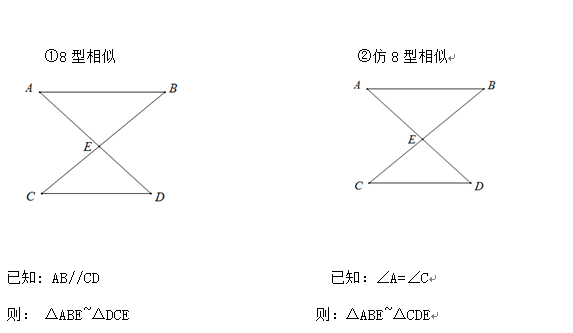 ①8 型相似
②仿 8 型相似↵
A
B
A
B
E
E
C
D
C
D
已知: AB//CD
已知: ∠A=∠C↵
则: △ABE~△DCE
则: △ABE~△CDE↵